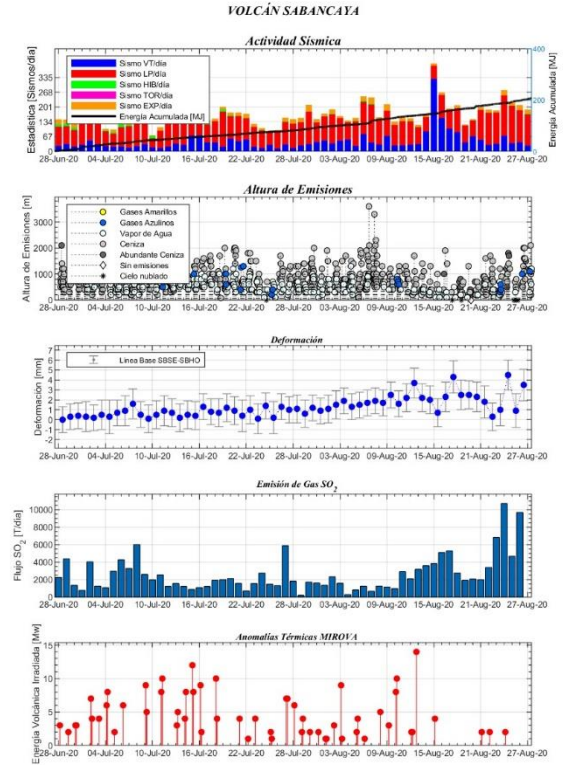 VOLCÁN SABANCAYA
Actividad Sísmica
Estadística [Sismos/día]
335
268
201
134
67
0
Sismo VT/día
Sismo LP/día
Sismo HIB/día
Sismo TOR/día
Sismo EXP/día
Energía Acumulada [MJ]
400
200
0
Energía Acumulada [MJ]
28-Jun-20 04-Jul-20 10-Jul-20 16-Jul-20 22-Jul-20 28-Jul-20 03-Aug-20 09-Aug-20 15-Aug-20 21-Aug-20 27-Aug-20
Altura de Emisiones
Altura de Emisiones [m]
3000
2000
1000
0
Gases Amarillos
Gases Azulinos
Vapor de Agua
Ceniza
Abundante Ceniza
Sin emisiones
Cielo nublado
28-Jun-20 04-Jul-20 10-Jul-20 16-Jul-20 22-Jul-20 28-Jul-20 03-Aug-20 09-Aug-20 15-Aug-20 21-Aug-20 27-Aug-20
Deformación
Deformación [mm]
7
6
5
4
3
2
1
0
-1
-2
Linea Base SBSE-SBHO
28-Jun-20 04-Jul-20 10-Jul-20 16-Jul-20 22-Jul-20 28-Jul-20 03-Aug-20 09-Aug-20 15-Aug-20 21-Aug-20 27-Aug-20
Emisión de Gas SO2
Flujo SO2 [T/día]
10000
8000
6000
4000
2000
0
28-Jun-20 04-Jul-20 10-Jul-20 16-Jul-20 22-Jul-20 28-Jul-20 03-Aug-20 09-Aug-20 15-Aug-20 21-Aug-20 27-Aug-20
Anomalías Térmicas MIROVA
Energía Volcánica Irradiada [Mw]
15
10
5
0
28-Jun-20 04-Jul-20 10-Jul-20 16-Jul-20 22-Jul-20 28-Jul-20 03-Aug-20 09-Aug-20 15-Aug-20 21-Aug-20 27-Aug-20